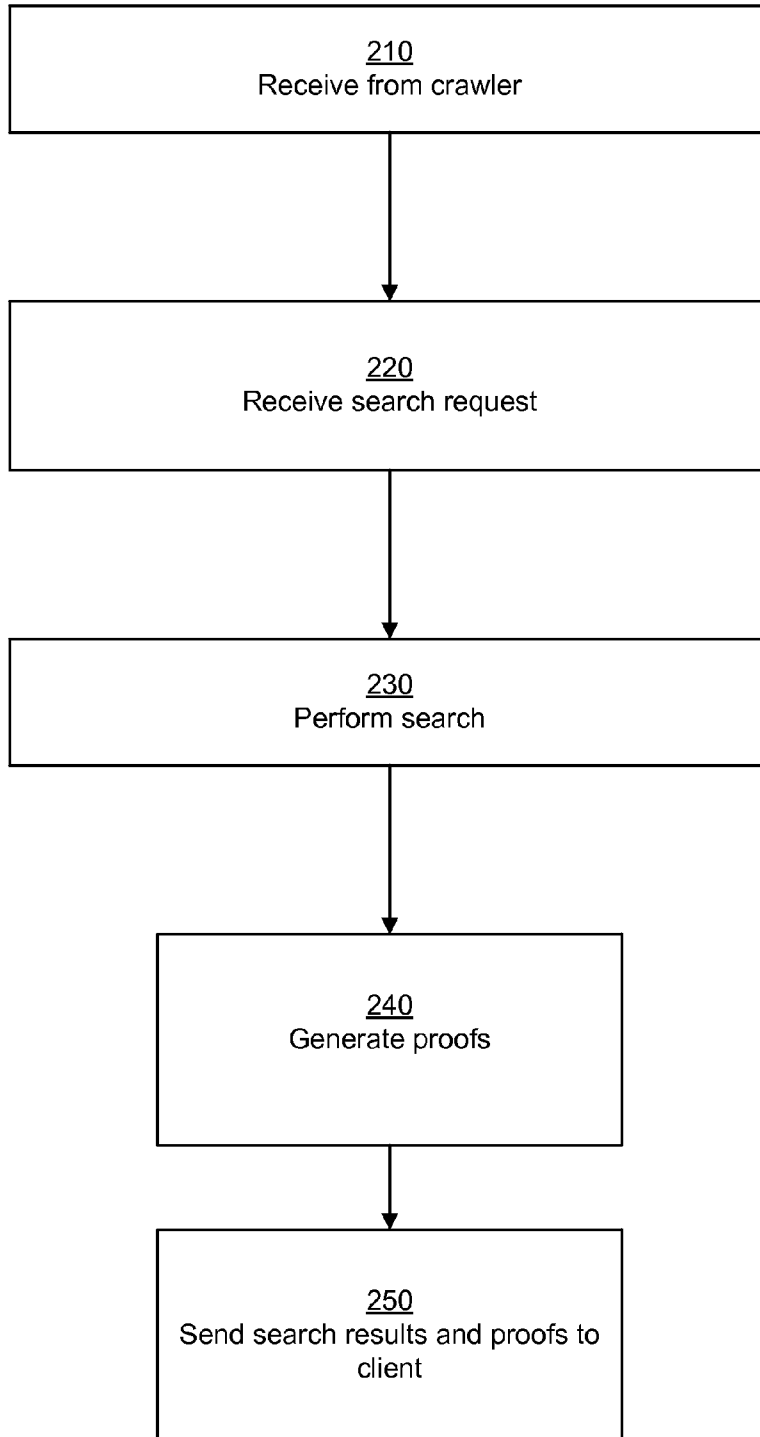 210
Receive from crawler
220
Receive search request
230
Perform search
240
Generate proofs
250
Send search results and proofs to
client